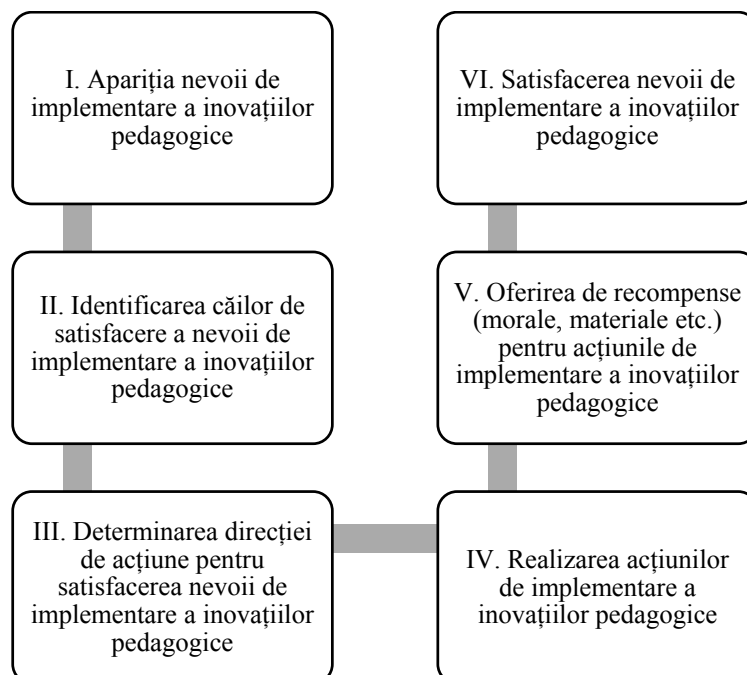 I. Apariția nevoii de
implementare a inovațiilor
pedagogice
II. Identificarea căilor de
satisfacere a nevoii de
implementare a inovațiilor
pedagogice
III. Determinarea direcției
de acțiune pentru
satisfacerea nevoii de
implementare a inovațiilor
pedagogice
IV. Realizarea acțiunilor
de implementare a
inovațiilor pedagogice
V. Oferirea de recompense
(morale, materiale etc.)
pentru acțiunile de
implementare a inovațiilor
pedagogice
VI. Satisfacerea nevoii de
implementare a inovațiilor
pedagogice